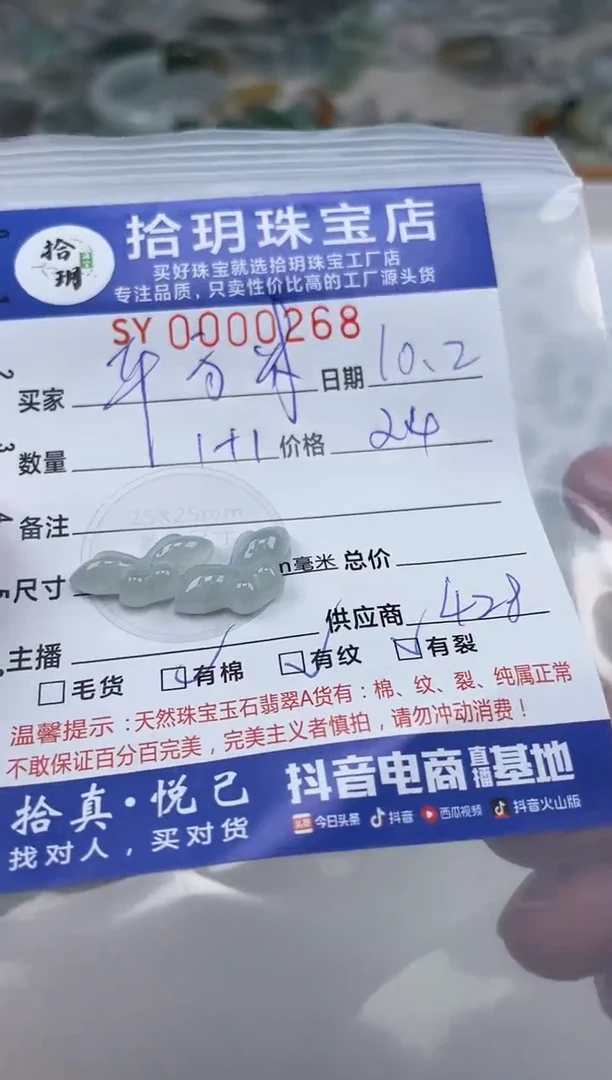 拾玥
拾玥珠宝店
买好珠宝就选拾玥珠宝工厂店
专注品质，只卖性价比高的工厂源头货
SY 0000268
买家 日期 10.2
数量 1+1 价格 24
备注
25×25mm
尺寸 n毫米 总价
主播 供应商 428
毛货 有棉 有纹 有裂
温馨提示：天然珠宝玉石翡翠A货有：棉、纹、裂、纯属正常
不敢保证百分百完美，完美主义者慎拍，请勿冲动消费！
拾真·悦己
找对人，买对货
抖音电商直播基地
头条 今日头条 抖音 西瓜视频 抖音火山版